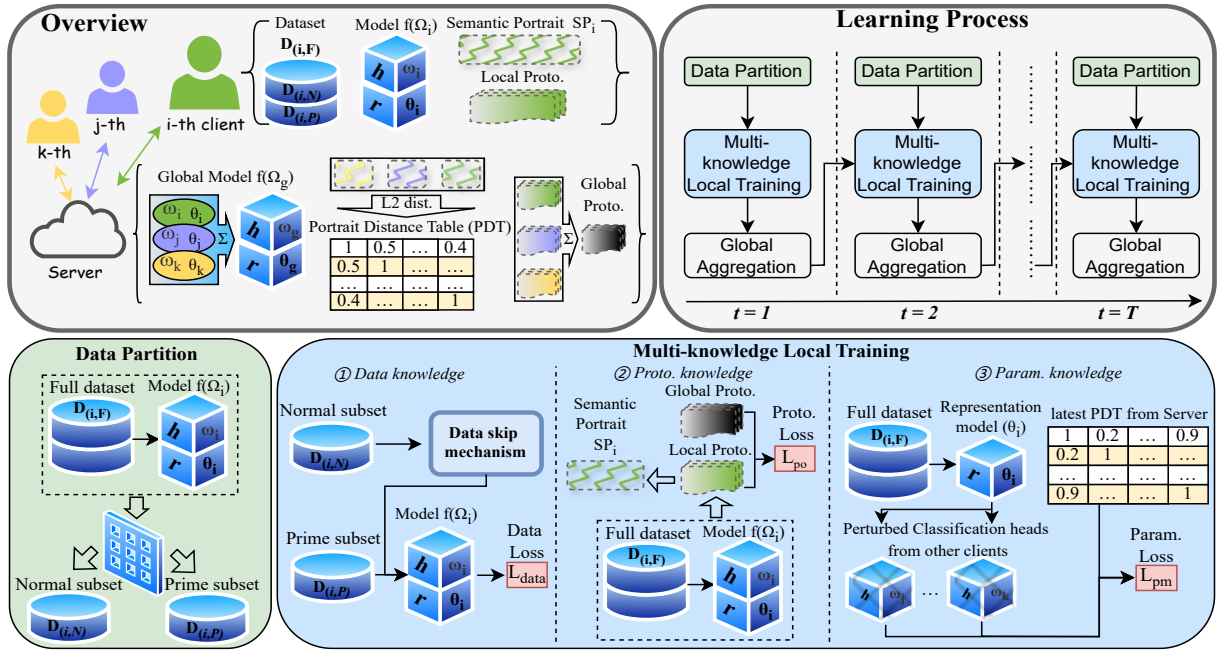 Overview
Dataset
D(i,F)
D(i,N)
D(i,P)
Model f(Ωi)
h ωi
r θi
Semantic Portrait SPi
Local Proto.
k-th
j-th
i-th client
Server
Global Model f(Ωg)
ωi θi
ωj θj
ωk θk
Σ
h ωg
r θg
L2 dist.
Portrait Distance Table (PDT)
1 0.5 … 0.4
0.5 1 … …
… … … …
0.4 … … 1
Σ
Global
Proto.
Learning Process
Data Partition
Multi-
knowledge
Local Training
Global
Aggregation
Data Partition
Multi-
knowledge
Local Training
Global
Aggregation
Data Partition
Multi-
knowledge
Local Training
Global
Aggregation
t = 1
t = 2
t = T
Data Partition
Full dataset
D(i,F)
Model f(Ωi)
h ωi
r θi
Normal subset
D(i,N)
Prime subset
D(i,P)
Multi-knowledge Local Training
① Data knowledge
Normal subset
D(i,N)
Data skip
mechanism
Prime subset
D(i,P)
Model f(Ωi)
h ωi
r θi
Data
Loss
Ldata
② Proto. knowledge
Semantic
Portrait
SPi
Global Proto.
Local Proto.
Proto.
Loss
Lpo
Full dataset
D(i,F)
Model f(Ωi)
h ωi
r θi
③ Param. knowledge
Full dataset
D(i,F)
Representation
model (θi)
r θi
latest PDT from Server
1 0.2 … 0.9
0.2 1 … …
… … … …
0.9 … … 1
Perturbed Classification heads
from other clients
h ωj
…
h ωk
Param.
Loss
Lpm